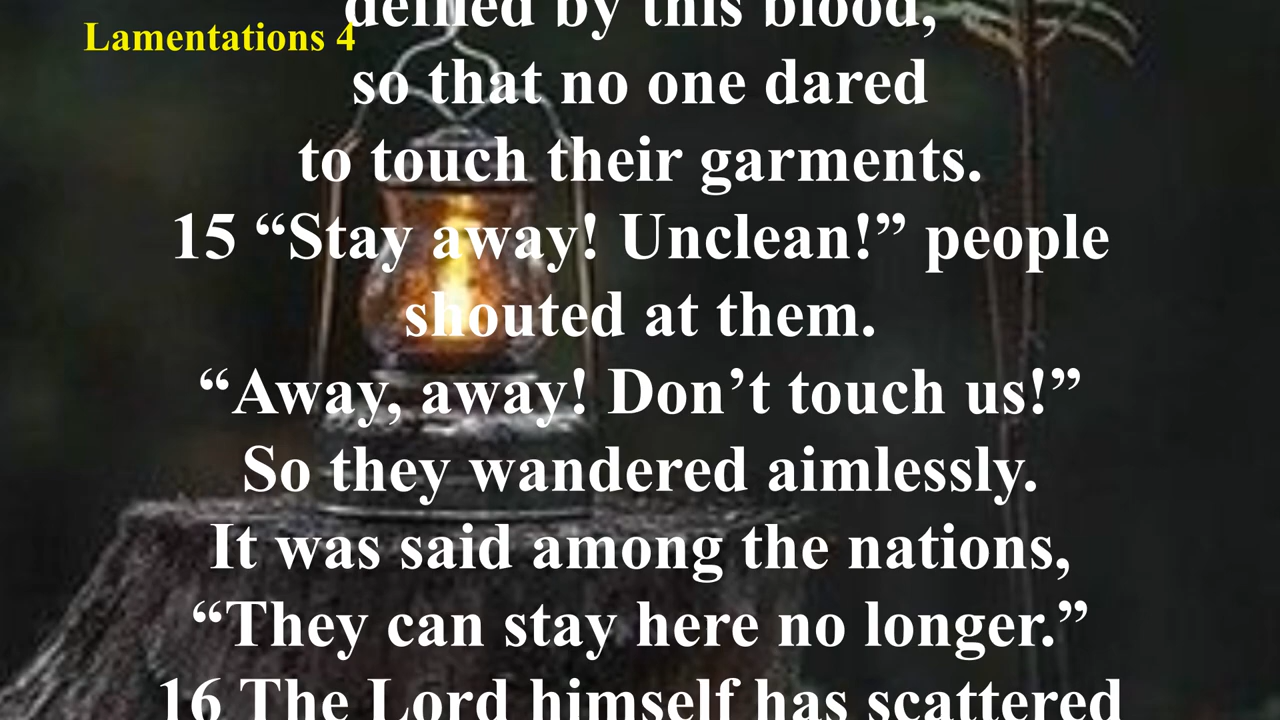 defiled by this blood,
Lamentations 4
so that no one dared
to touch their garments.
15 “Stay away! Unclean!” people
shouted at them.
“Away, away! Don’t touch us!”
So they wandered aimlessly.
It was said among the nations,
“They can stay here no longer.”
16 The Lord himself has scattered